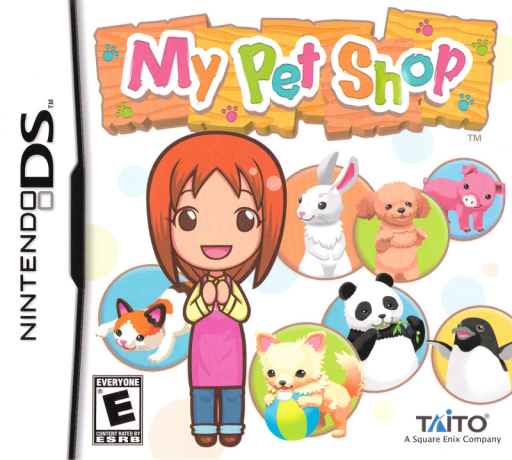 My Pet Shop
TM
NINTENDO DS
TM
EVERYONE
E
®
CONTENT RATED BY
ESRB
TAITO®
A Square Enix Company